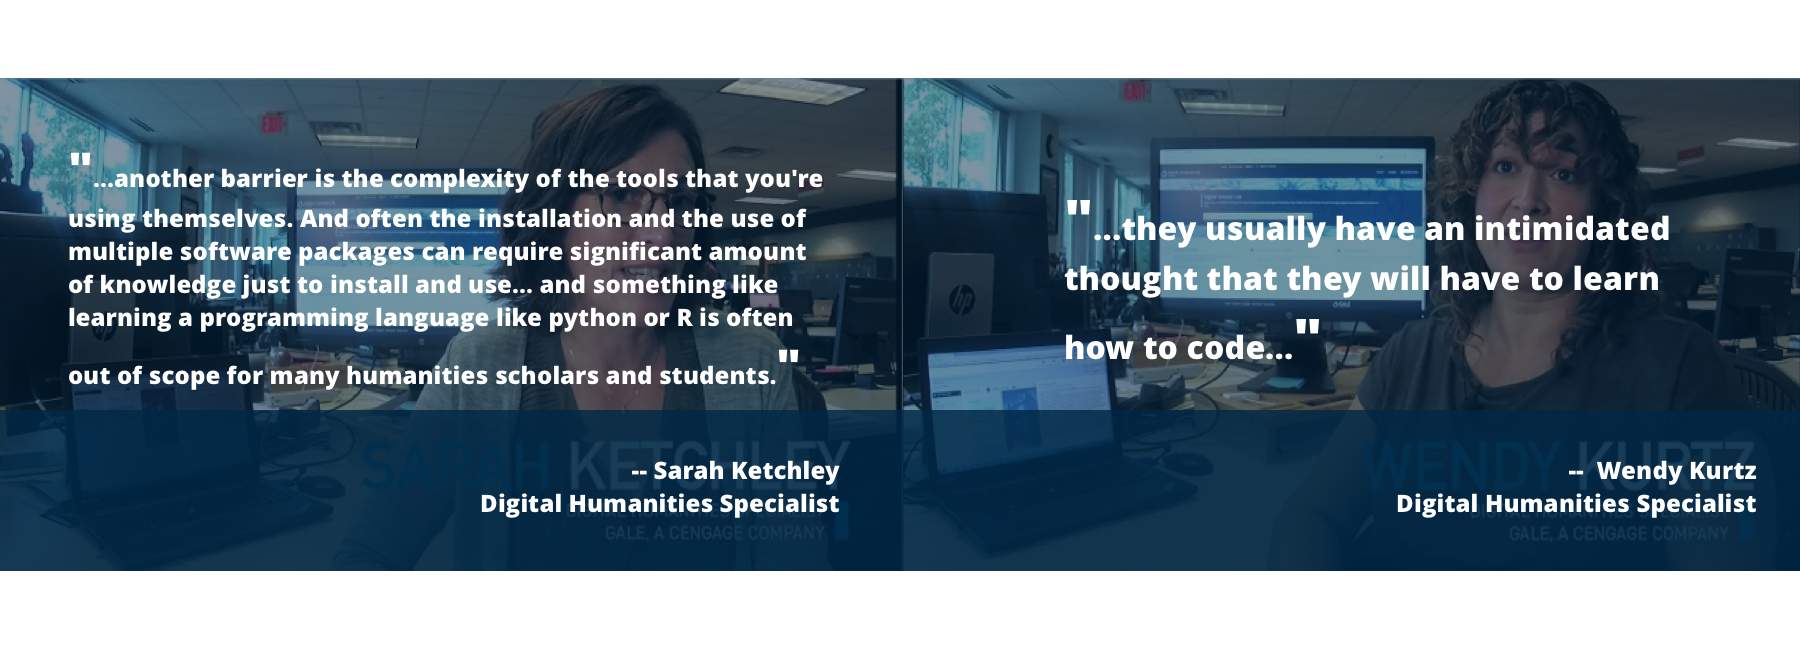 "...another barrier is the complexity of the tools that you're
using themselves. And often the installation and the use of
multiple software packages can require significant amount
of knowledge just to install and use... and something like
learning a programming language like python or R is often
out of scope for many humanities scholars and students."
SARAH KETCHLEY
-- Sarah Ketchley
Digital Humanities Specialist
GALE, A CENGAGE COMPANY
EXIT
hp
"...they usually have an intimidated
thought that they will have to learn
how to code..."
WENDY KURTZ
-- Wendy Kurtz
Digital Humanities Specialist
GALE, A CENGAGE COMPANY